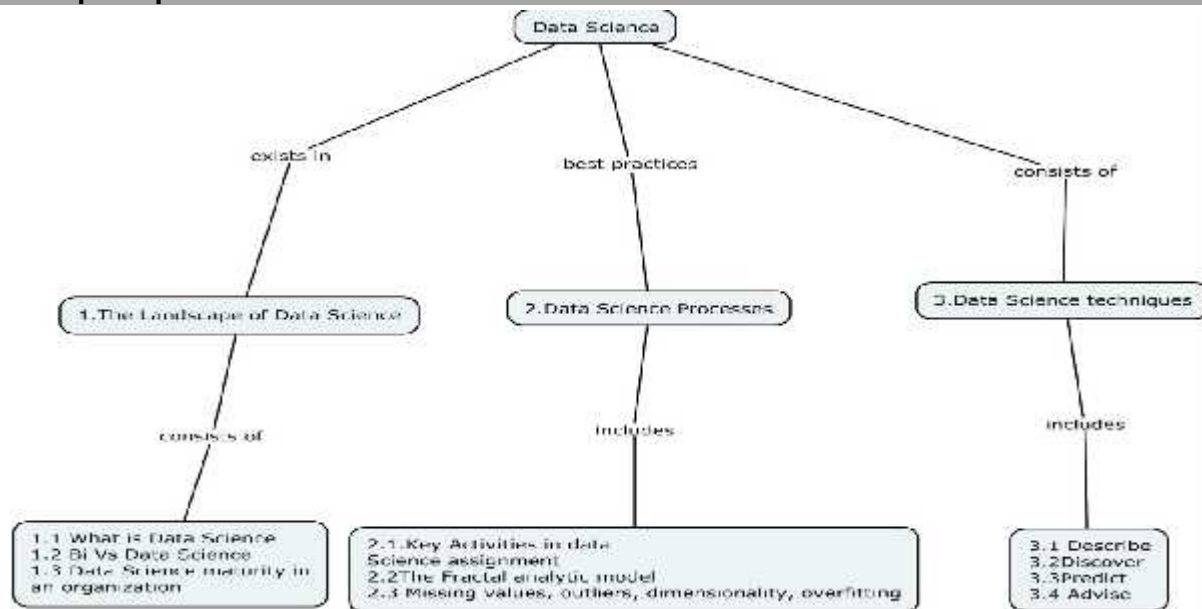 Data Science
exists in
best practices
consists of
1.The Landscape of Data Science
2.Data Science Processes
3.Data Science techniques
consists of
includes
includes
1.1 What is Data Science
1.2 Bi Vs Data Science
1.3 Data Science maturity in
an organization
2.1.Key Activities in data
Science assignment
2.2The Fractal analytic model
2.3 Missing values, outliers, dimensionality, overfitting
3.1 Describe
3.2Discover
3.3Predict
3.4 Advise